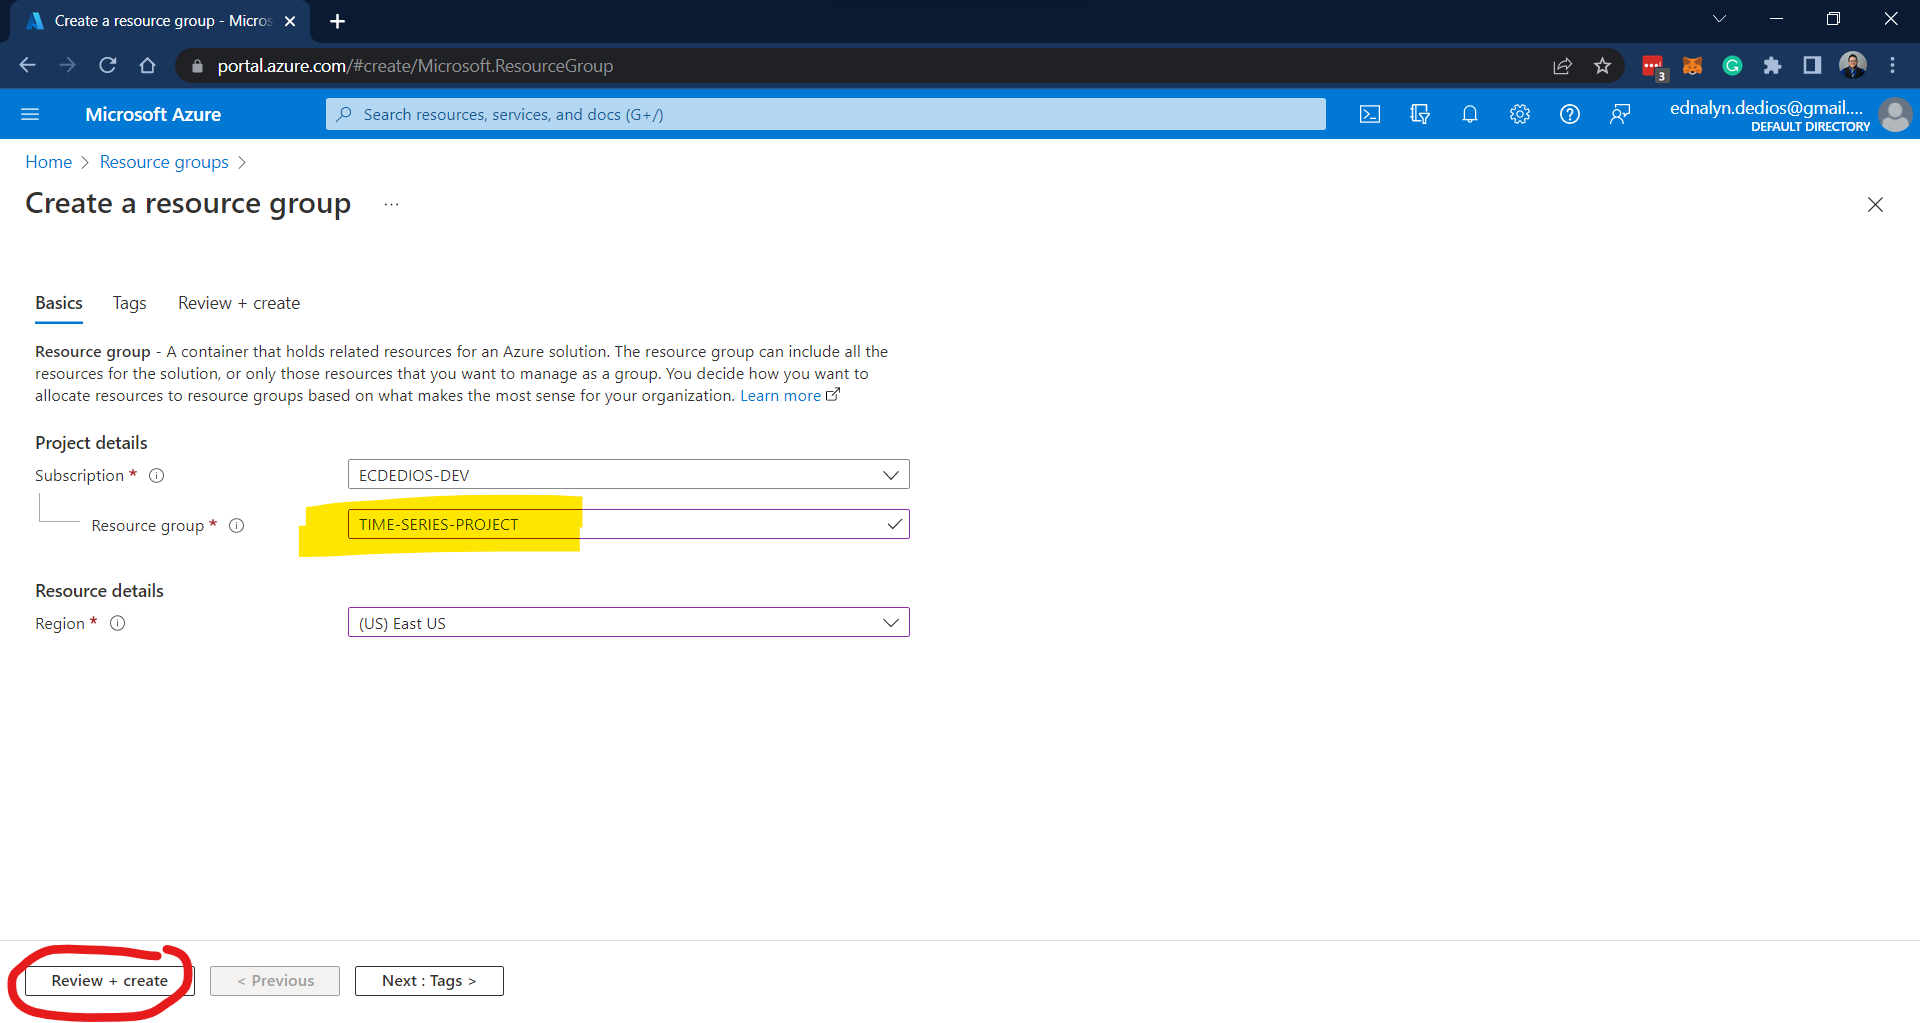 Create a resource group - Micros
portal.azure.com/#create/Microsoft.ResourceGroup
3
Microsoft Azure
Search resources, services, and docs (G+/)
ednalyn.dedios@gmail....
DEFAULT DIRECTORY
Home > Resource groups >
Create a resource group ...
Basics Tags Review + create
Resource group - A container that holds related resources for an Azure solution. The resource group can include all the
resources for the solution, or only those resources that you want to manage as a group. You decide how you want to
allocate resources to resource groups based on what makes the most sense for your organization. Learn more
Project details
Subscription * ECDEDIOS-DEV
Resource group * TIME-SERIES-PROJECT
Resource details
Region * (US) East US
Review + create < Previous Next : Tags >